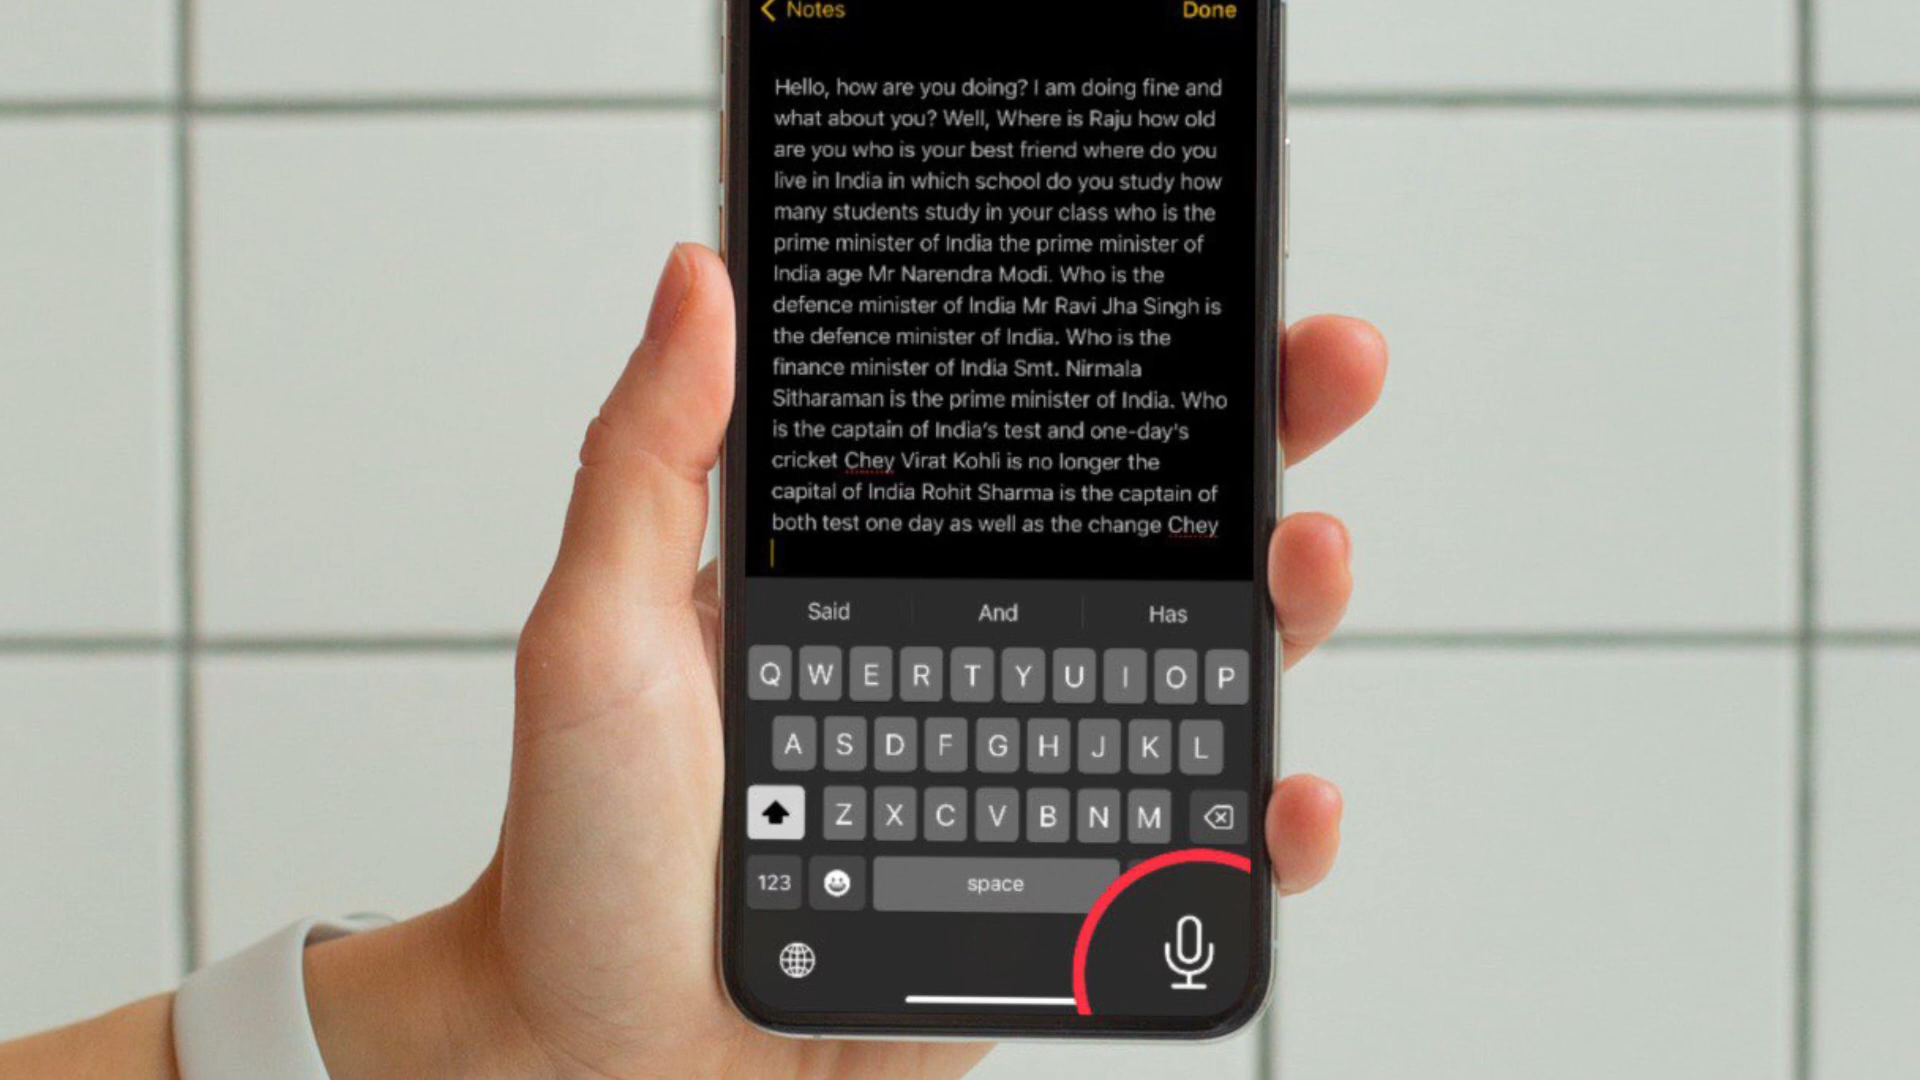 Notes Done
Hello, how are you doing? I am doing fine and
what about you? Well, Where is Raju how old
are you who is your best friend where do you
live in India in which school do you study how
many students study in your class who is the
prime minister of India the prime minister of
India age Mr Narendra Modi. Who is the
defence minister of India Mr Ravi Jha Singh is
the defence minister of India. Who is the
finance minister of India Smt. Nirmala
Sitharaman is the prime minister of India. Who
is the captain of India's test and one-day's
cricket Chey Virat Kohli is no longer the
capital of India Rohit Sharma is the captain of
both test one day as well as the change Chey
Said And Has
Q W E R T Y U I O P
A S D F G H J K L
Z X C V B N M
123 space